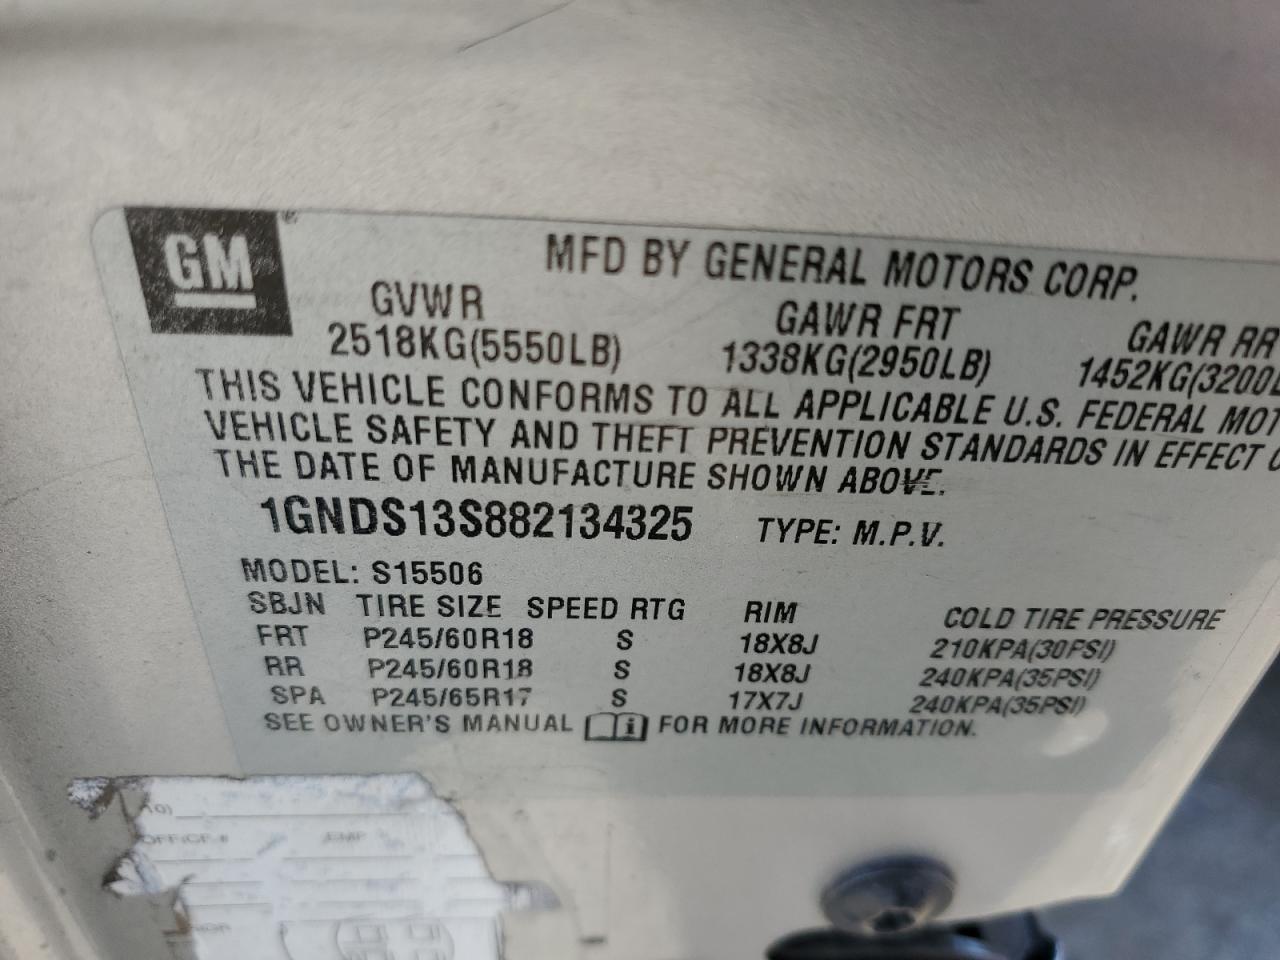 GM®
MFD BY GENERAL MOTORS CORP.
GVWR GAWR FRT GAWR RR
2518KG(5550LB) 1338KG(2950LB) 1452KG(3200L
THIS VEHICLE CONFORMS TO ALL APPLICABLE U.S. FEDERAL MOT
VEHICLE SAFETY AND THEFT PREVENTION STANDARDS IN EFFECT O
THE DATE OF MANUFACTURE SHOWN ABOVE.
1GNDS13S882134325 TYPE: M.P.V.
MODEL: S15506
SBJN TIRE SIZE SPEED RTG RIM COLD TIRE PRESSURE
FRT P245/60R18 S 18X8J 210KPA(30PSI)
RR P245/60R18 S 18X8J 240KPA(35PSI)
SPA P245/65R17 S 17X7J 240KPA(35PSI)
SEE OWNER'S MANUAL i FOR MORE INFORMATION.